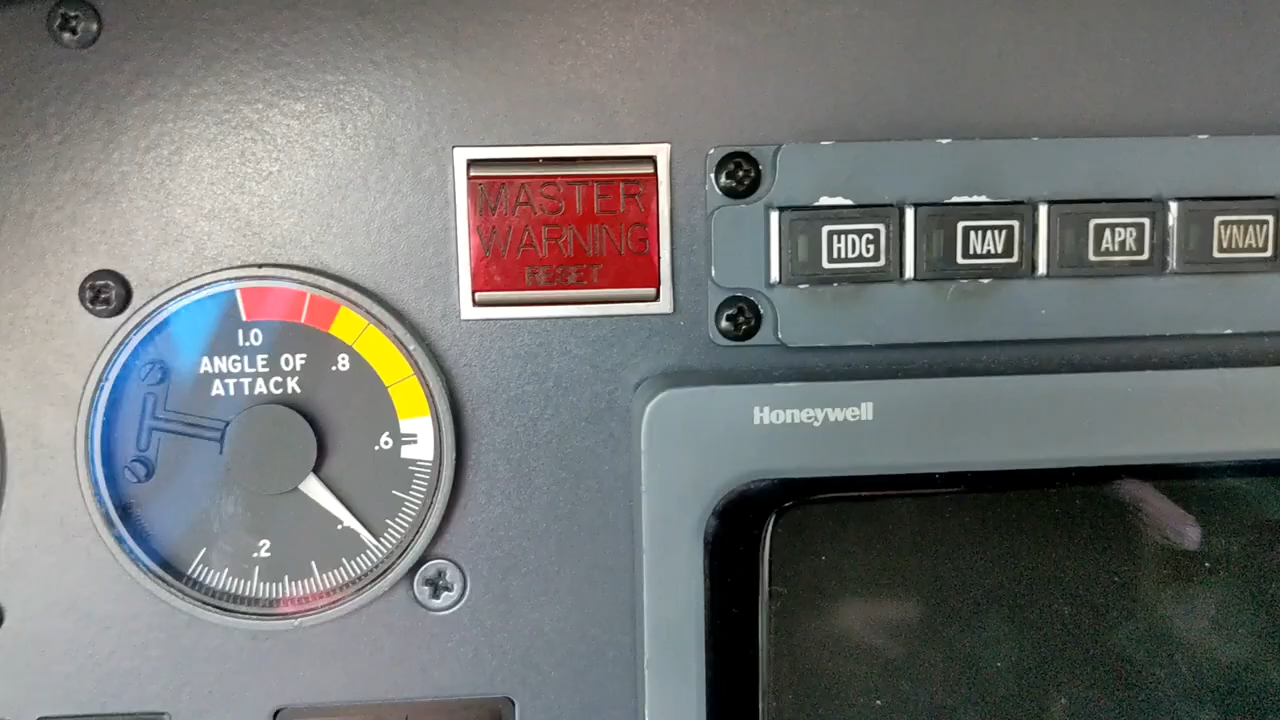 MASTER
WARNING
RESET
HDG
NAV
APR
VNAV
1.0
ANGLE OF
ATTACK
.8
.6
.2
Honeywell